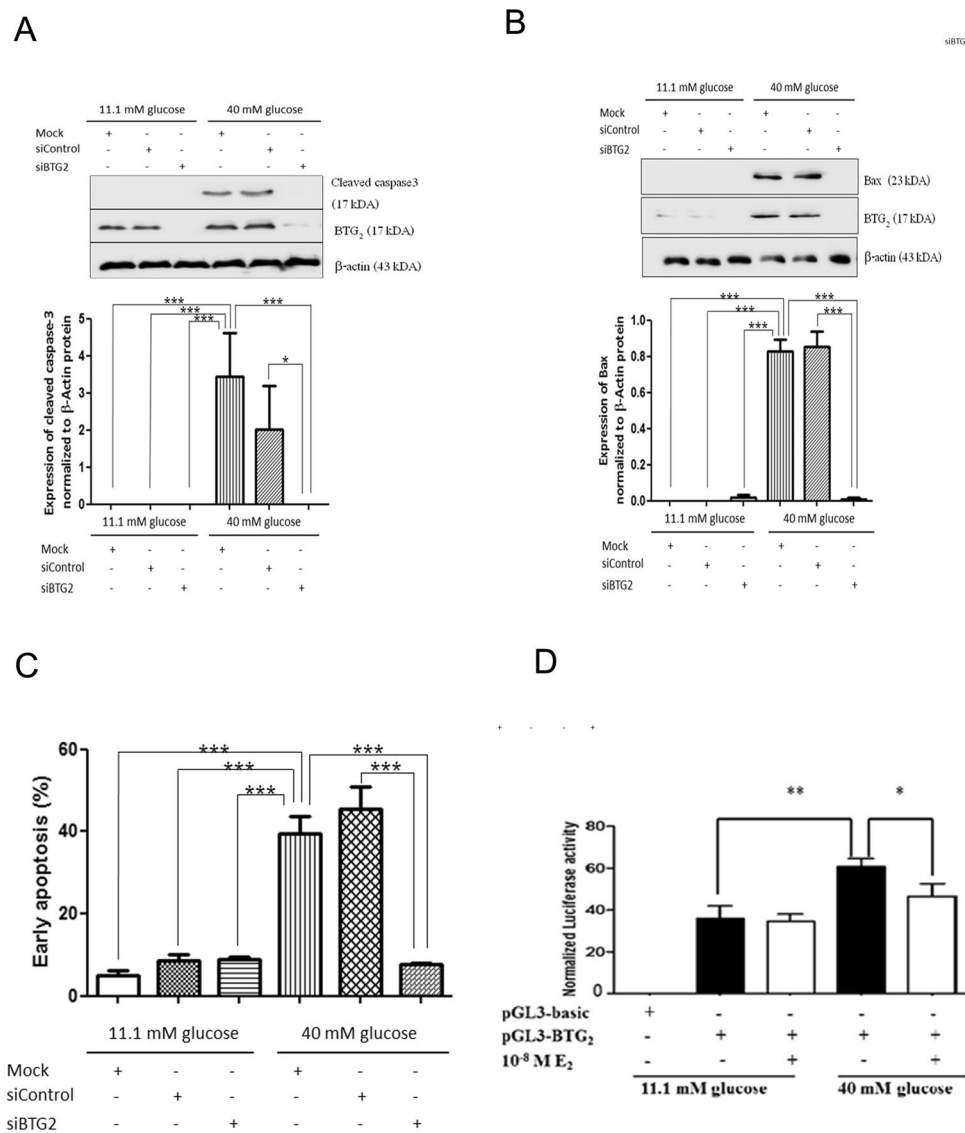 A
11.1 mM glucose 40 mM glucose
Mock + - - + - -
siControl - + - - + -
siBTG2 - - + - - +
Cleaved caspase3
(17 kDA)
BTG2 (17 kDA)
β-actin (43 kDA)
*** ***
***
***
*
Expression of cleaved caspase-3
normalized to β-Actin protein
5
4
3
2
1
0
11.1 mM glucose 40 mM glucose
Mock + - - + - -
siControl - + - - + -
siBTG2 - - + - - +
B
siBTG
11.1 mM glucose 40 mM glucose
Mock + - - + - -
siControl - + - - + -
siBTG2 - - + - - +
Bax (23 kDA)
BTG2 (17 kDA)
β-actin (43 kDA)
*** ***
*** ***
***
Expression of Bax
normalized to β-Actin protein
1.0
0.8
0.6
0.4
0.2
0.0
11.1 mM glucose 40 mM glucose
Mock + - - + - -
siControl - + - - + -
siBTG2 - - + - - +
C
*** ***
*** ***
***
Early apoptosis (%)
60
40
20
0
11.1 mM glucose 40 mM glucose
Mock + - - + - -
siControl - + - - + -
siBTG2 - - + - - +
D
+ - - +
** *
Normalized Luciferase activity
80
60
40
20
0
pGL3-basic + - - - -
pGL3-BTG2 - + + + +
10-8 M E2 - - + - +
11.1 mM glucose 40 mM glucose